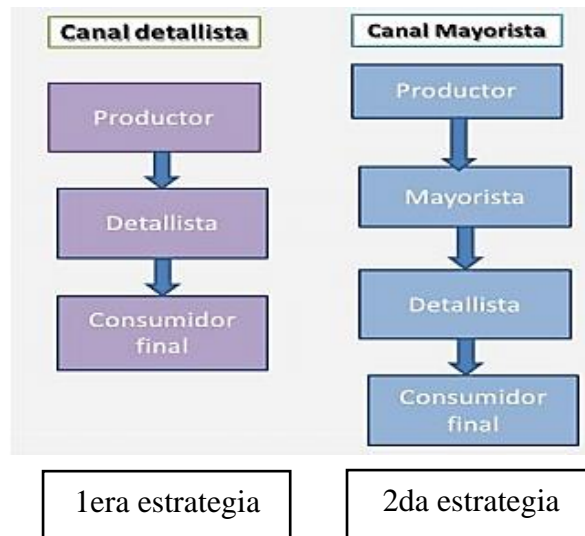 Canal detallista
Productor
Detallista
Consumidor
final
1era estrategia
Canal Mayorista
Productor
Mayorista
Detallista
Consumidor
final
2da estrategia